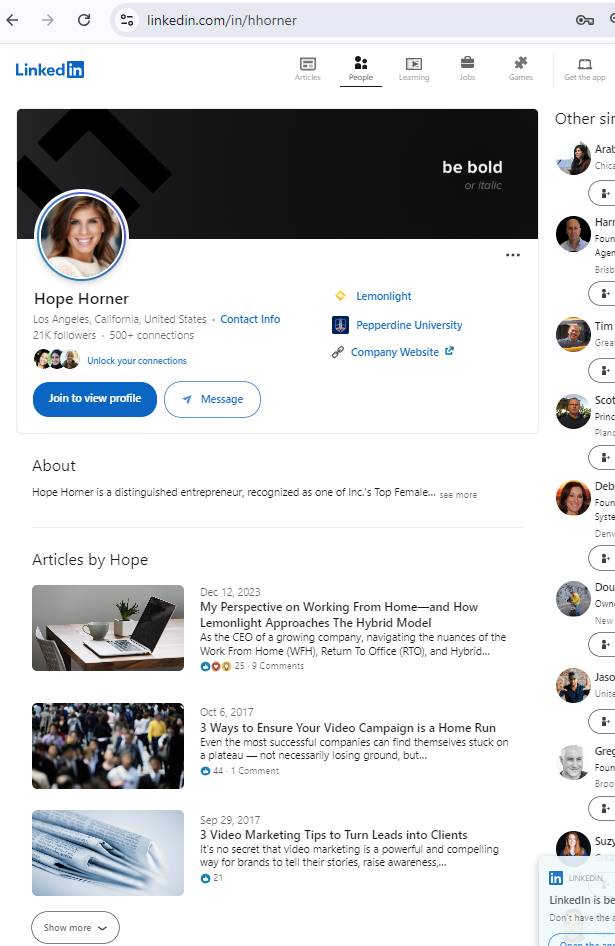 linkedin.com/in/hhorner
Linked in
Articles
People
Learning
Jobs
Games
Get the app
be bold
or italic
Hope Horner
Los Angeles, California, United States · Contact Info
21K followers · 500+ connections
Unlock your connections
Lemonlight
Pepperdine University
Company Website
Join to view profile
Message
About
Hope Horner is a distinguished entrepreneur, recognized as one of Inc.'s Top Female... see more
Articles by Hope
Dec 12, 2023
My Perspective on Working From Home—and How
Lemonlight Approaches The Hybrid Model
As the CEO of a growing company, navigating the nuances of the
Work From Home (WFH), Return To Office (RTO), and Hybrid...
25 · 9 Comments
Oct 6, 2017
3 Ways to Ensure Your Video Campaign is a Home Run
Even the most successful companies can find themselves stuck on
a plateau — not necessarily losing ground, but...
44 · 1 Comment
Sep 29, 2017
3 Video Marketing Tips to Turn Leads into Clients
It's no secret that video marketing is a powerful and compelling
way for brands to tell their stories, raise awareness,...
21
Show more
Other sin
Arab
Chica
Harr
Foun
Agen
Brisb
Tim
Grea
Scot
Princ
Planc
Deb
Foun
Syste
Denv
Dou
Owne
New
Jaso
Unite
Greg
Foun
Broo
Suzy
in LINKEDIN
LinkedIn is be
Don't have the a
Open the app